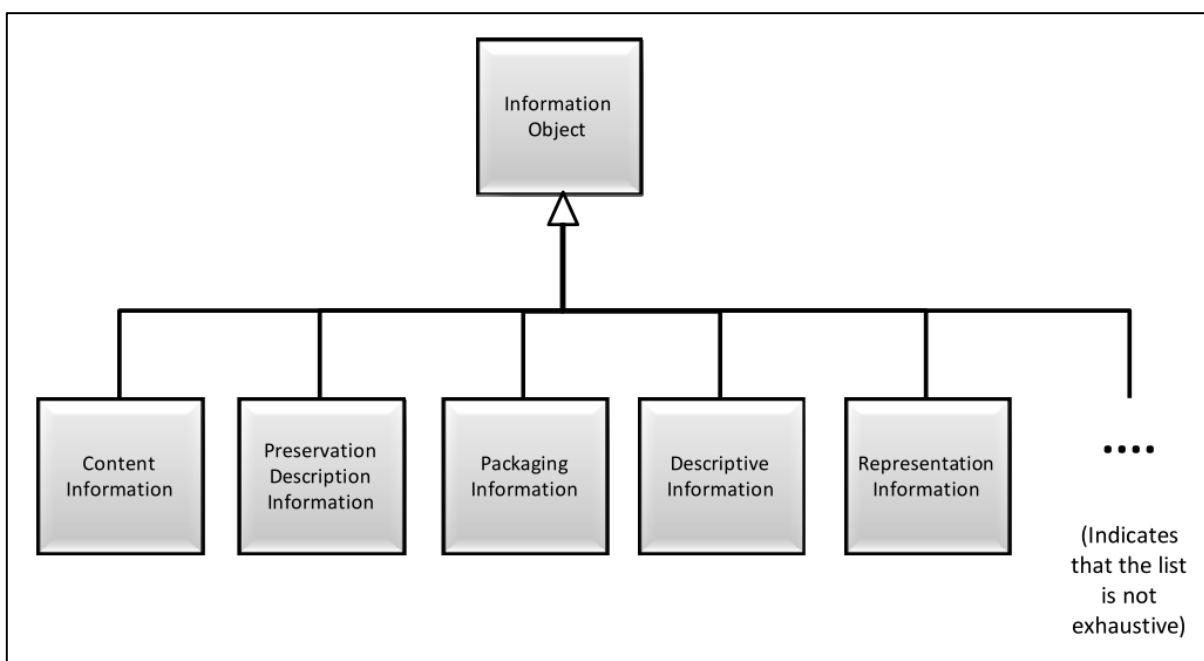 Information
Object
Content
Information
Preservation
Description
Information
Packaging
Information
Descriptive
Information
Representation
Information
....
(Indicates
that the list
is not
exhaustive)